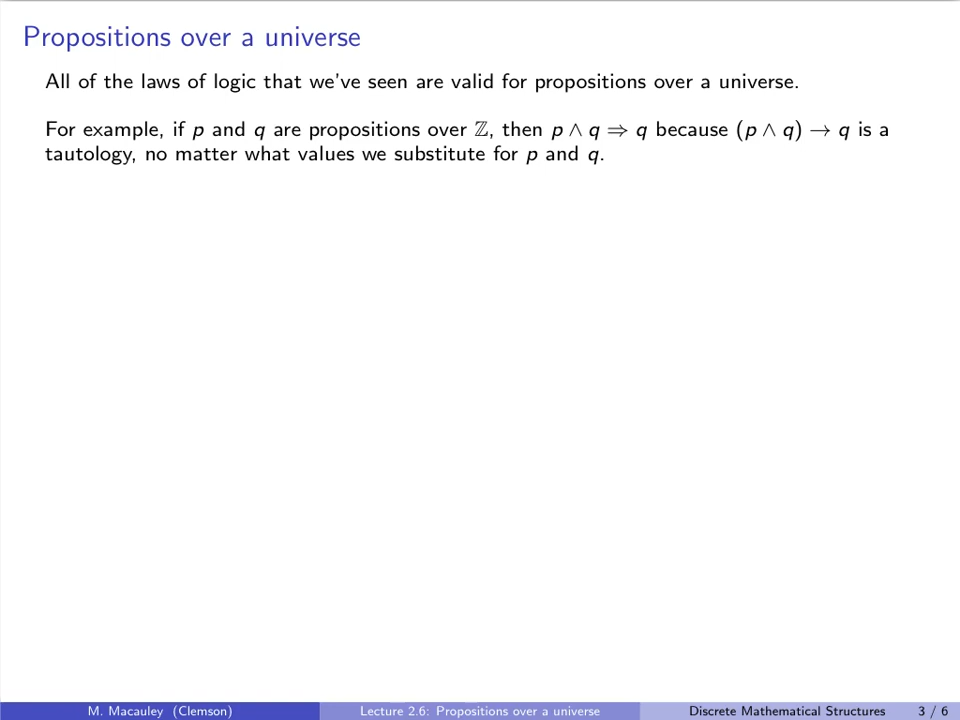 Propositions over a universe
All of the laws of logic that we've seen are valid for propositions over a universe.
For example, if p and q are propositions over ℤ, then p ∧ q ⇒ q because (p ∧ q) → q is a
tautology, no matter what values we substitute for p and q.
M. Macauley (Clemson) Lecture 2.6: Propositions over a universe Discrete Mathematical Structures 3 / 6